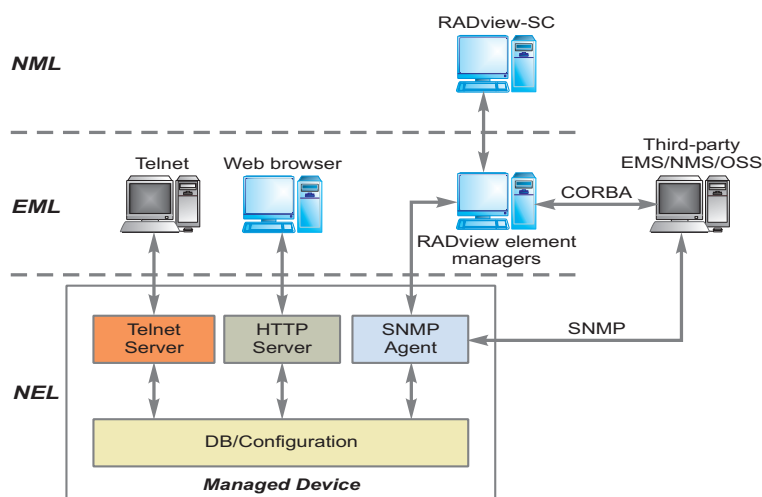 RADview-SC
NML
Telnet
Web browser
Third-party
EMS/NMS/OSS
CORBA
EML
RADview element
managers
Telnet
Server
HTTP
Server
SNMP
Agent
SNMP
NEL
DB/Configuration
Managed Device